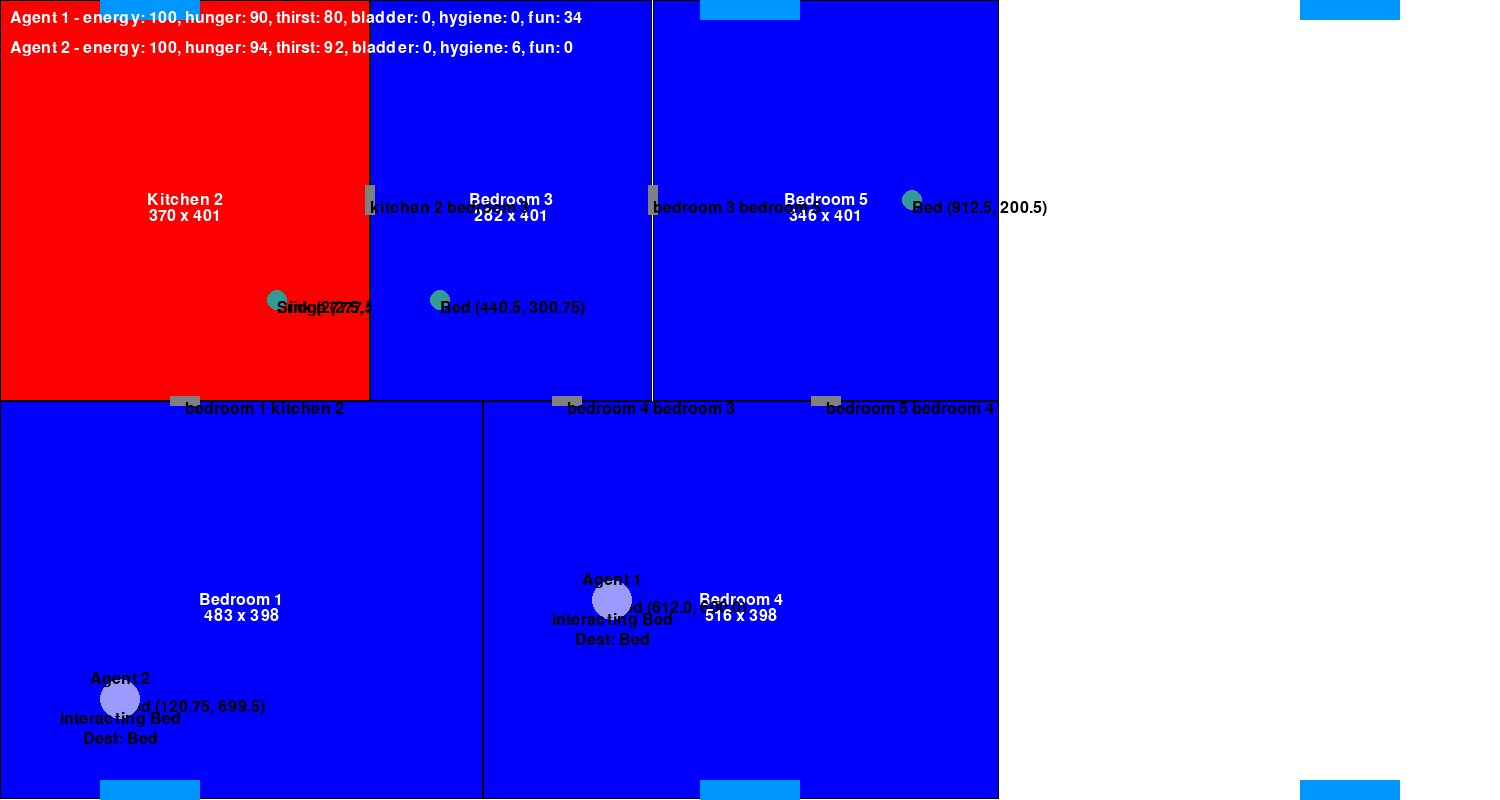 Agent 1 - energy: 100, hunger: 90, thirst: 80, bladder: 0, hygiene: 0, fun: 34
Agent 2 - energy: 100, hunger: 94, thirst: 92, bladder: 0, hygiene: 6, fun: 0
Kitchen 2
370 x 401
Bedroom 3
282 x 401
Bedroom 5
346 x 401
kitchen 2 bedroom 3
bedroom 3 bedroom 5
Bed (912.5, 200.5)
Bed (440.5, 300.75)
bedroom 1 kitchen 2
bedroom 4 bedroom 3
bedroom 5 bedroom 4
Agent 1
Bedroom 4
516 x 398
(612.0,
interacting Bed
Dest: Bed
Bedroom 1
483 x 398
Agent 2
(120.75, 699.5)
interacting Bed
Dest: Bed